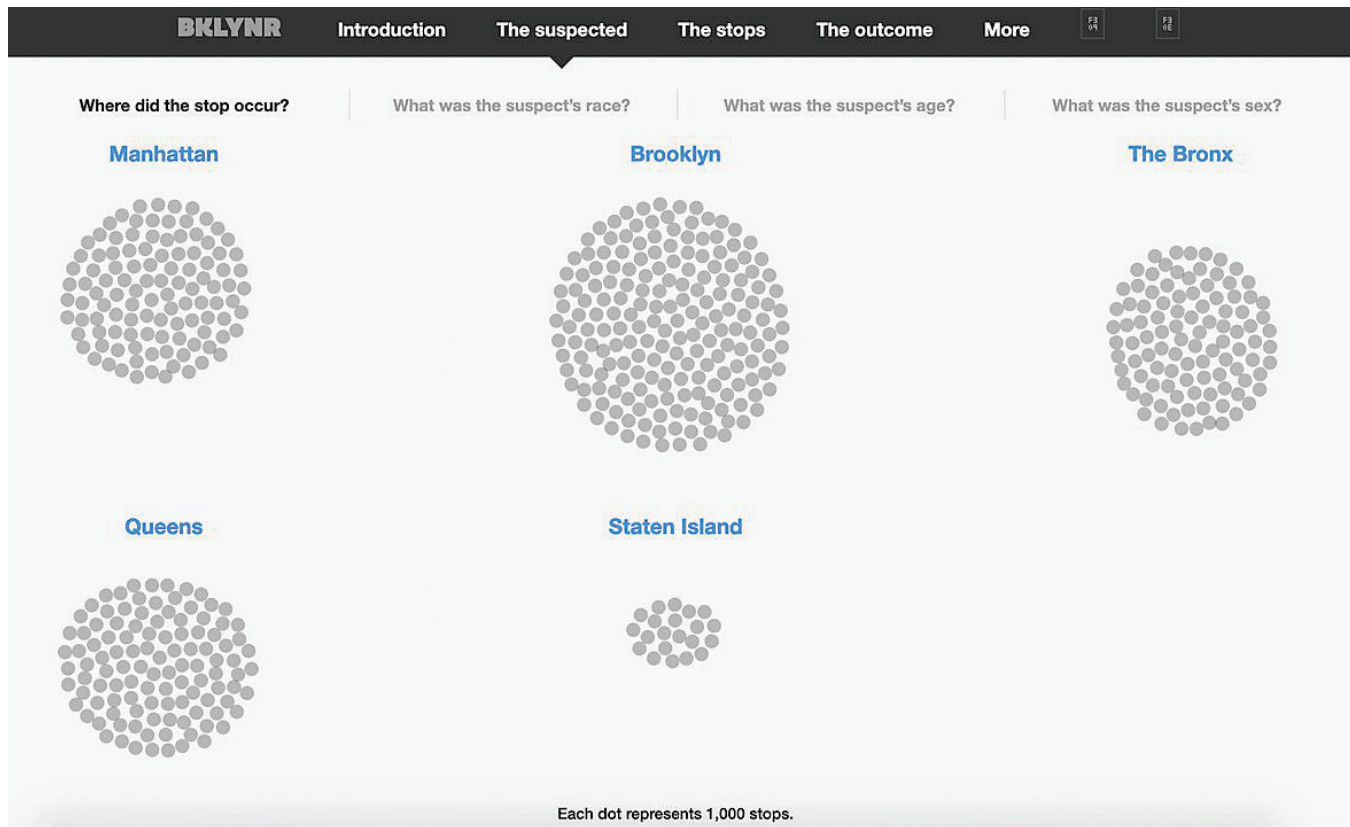 BKLYNR Introduction The suspected The stops The outcome More
Where did the stop occur? What was the suspect's race? What was the suspect's age? What was the suspect's sex?
Manhattan Brooklyn The Bronx
Queens Staten Island
Each dot represents 1,000 stops.